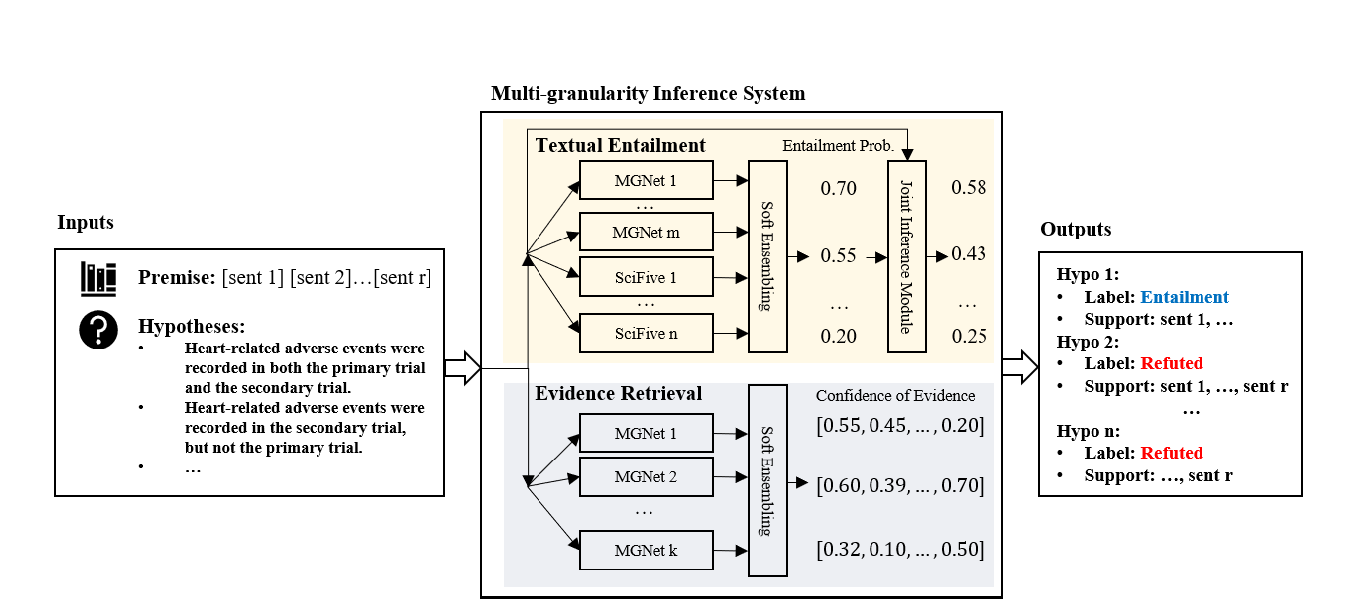 Multi-granularity Inference System
Inputs
Premise: [sent 1] [sent 2]…[sent r]
Hypotheses:
• Heart-related adverse events were
recorded in both the primary trial
and the secondary trial.
• Heart-related adverse events were
recorded in the secondary trial,
but not the primary trial.
• …
Textual Entailment
Entailment Prob.
MGNet 1
…
MGNet m
SciFive 1
…
SciFive n
Soft Ensembling
0.70
0.55
…
0.20
Joint Inference Module
0.58
0.43
…
0.25
Evidence Retrieval
Confidence of Evidence
MGNet 1
MGNet 2
…
MGNet k
Soft Ensembling
[0.55, 0.45, … , 0.20]
[0.60, 0.39, … , 0.70]
[0.32, 0.10, … , 0.50]
Outputs
Hypo 1:
• Label: Entailment
• Support: sent 1, …
Hypo 2:
• Label: Refuted
• Support: sent 1, …, sent r
…
Hypo n:
• Label: Refuted
• Support: …, sent r